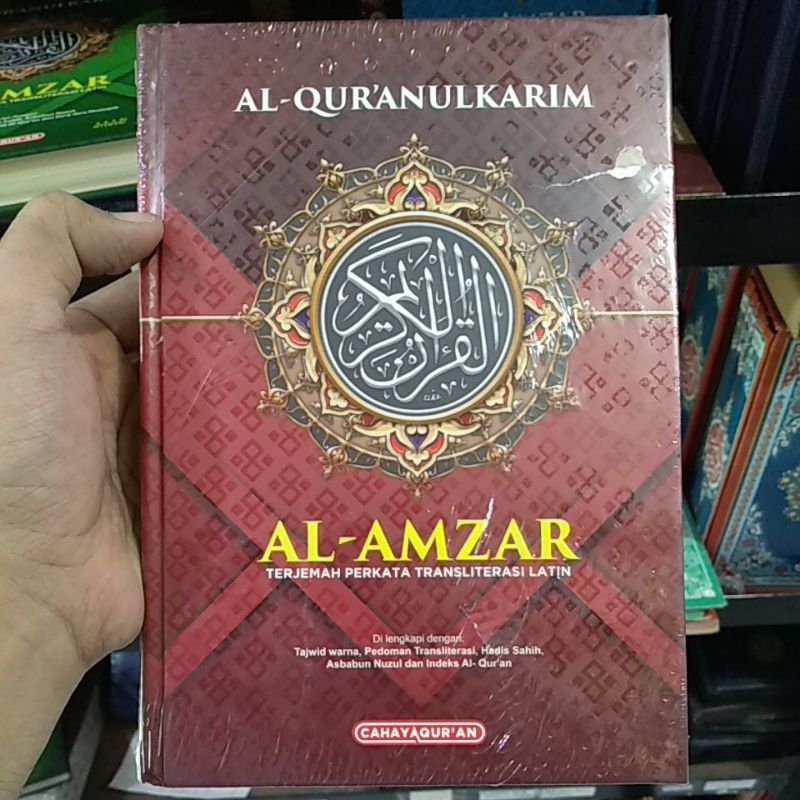 AL-QUR'ANULKARIM
القرآن الكريم
AL-AMZAR
TERJEMAH PERKATA TRANSLITERASI LATIN
Di lengkapi dengan:
Tajwid warna, Pedoman Transliterasi, Hadis Sahih,
Asbabun Nuzul dan Indeks Al- Qur'an
CAHAYAQUR'AN
AMZAR